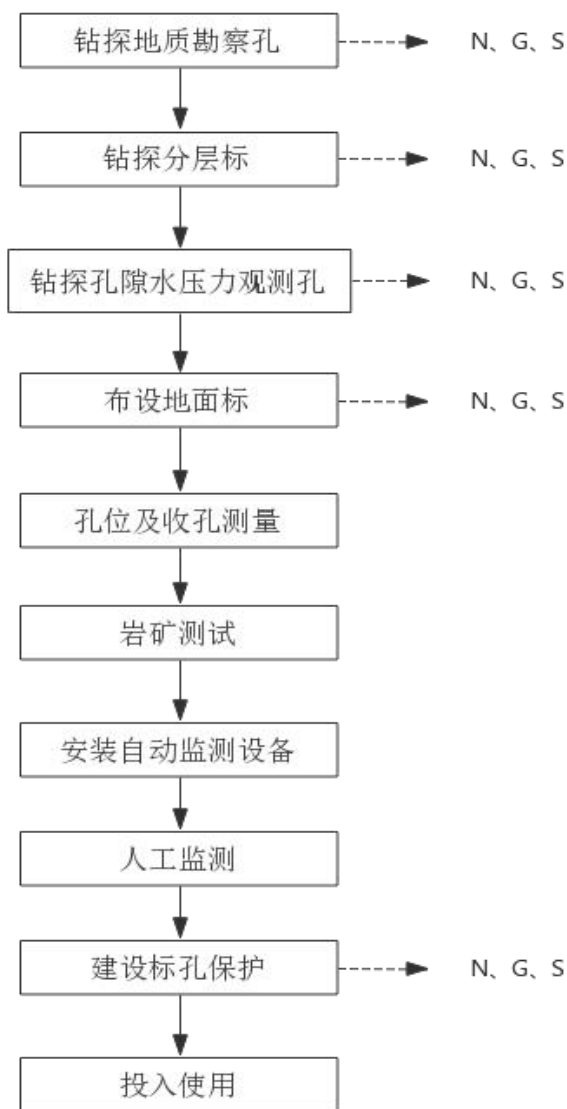 钻探地质勘察孔 N、G、S
钻探分层标 N、G、S
钻探孔隙水压力观测孔 N、G、S
布设地面标 N、G、S
孔位及收孔测量
岩矿测试
安装自动监测设备
人工监测
建设标孔保护 N、G、S
投入使用